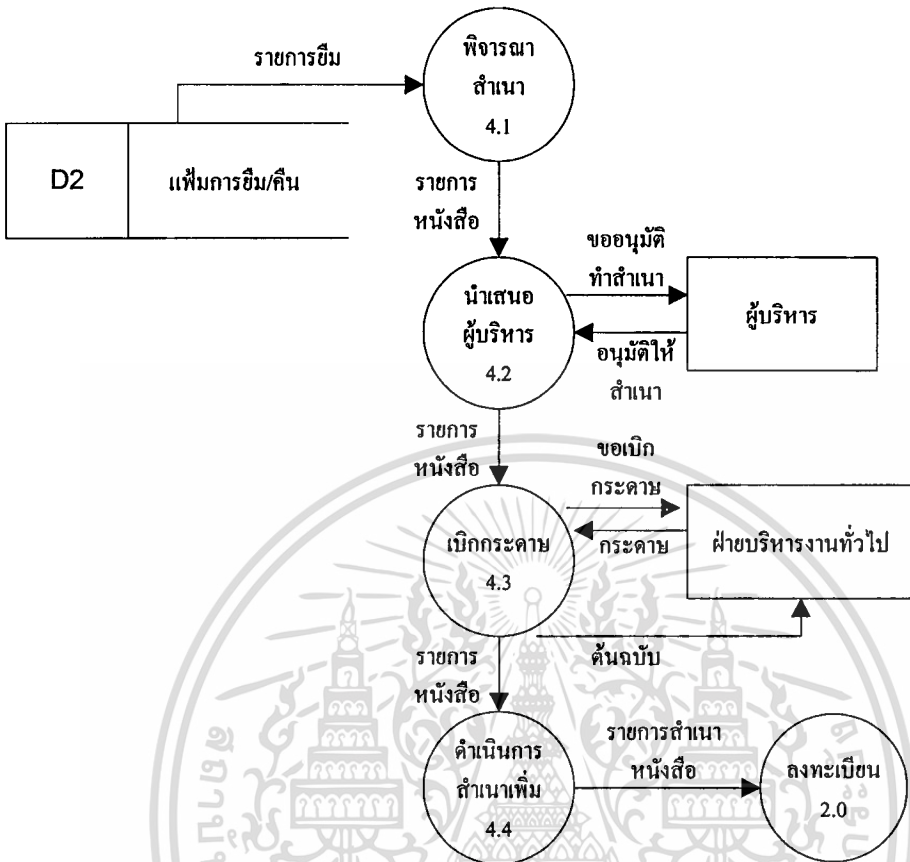 รายการยืม
พิจารณา
สำเนา
4.1
D2
แฟ้มการยืม/คืน
รายการ
หนังสือ
นำเสนอ
ผู้บริหาร
4.2
ขออนุมัติ
ทำสำเนา
ผู้บริหาร
อนุมัติให้
สำเนา
รายการ
หนังสือ
ขอเบิก
กระดาษ
เบิกกระดาษ
4.3
กระดาษ
ฝ่ายบริหารงานทั่วไป
ต้นฉบับ
รายการ
หนังสือ
ดำเนินการ
สำเนาเพิ่ม
4.4
รายการสำเนา
หนังสือ
ลงทะเบียน
2.0